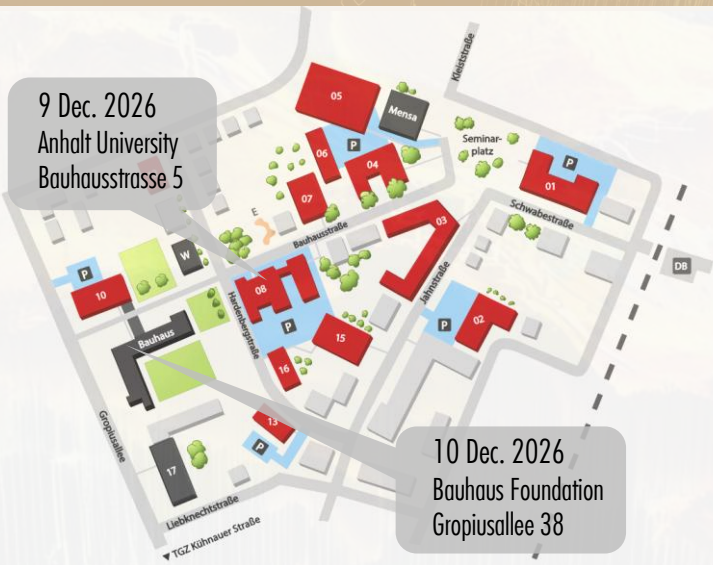 9 Dec. 2026
Anhalt University
Bauhausstrasse 5
05
Mensa
Kleiststraße
P
06
04
Seminar-
platz
P
01
07
E
Bauhausstraße
03
Schwabestraße
W
P
10
08
Hardenbergstraße
P
Jahnstraße
DB
Bauhaus
15
P
02
16
Gropiusallee
13
P
17
Liebknechtstraße
▼ TGZ Kühnauer Straße
10 Dec. 2026
Bauhaus Foundation
Gropiusallee 38